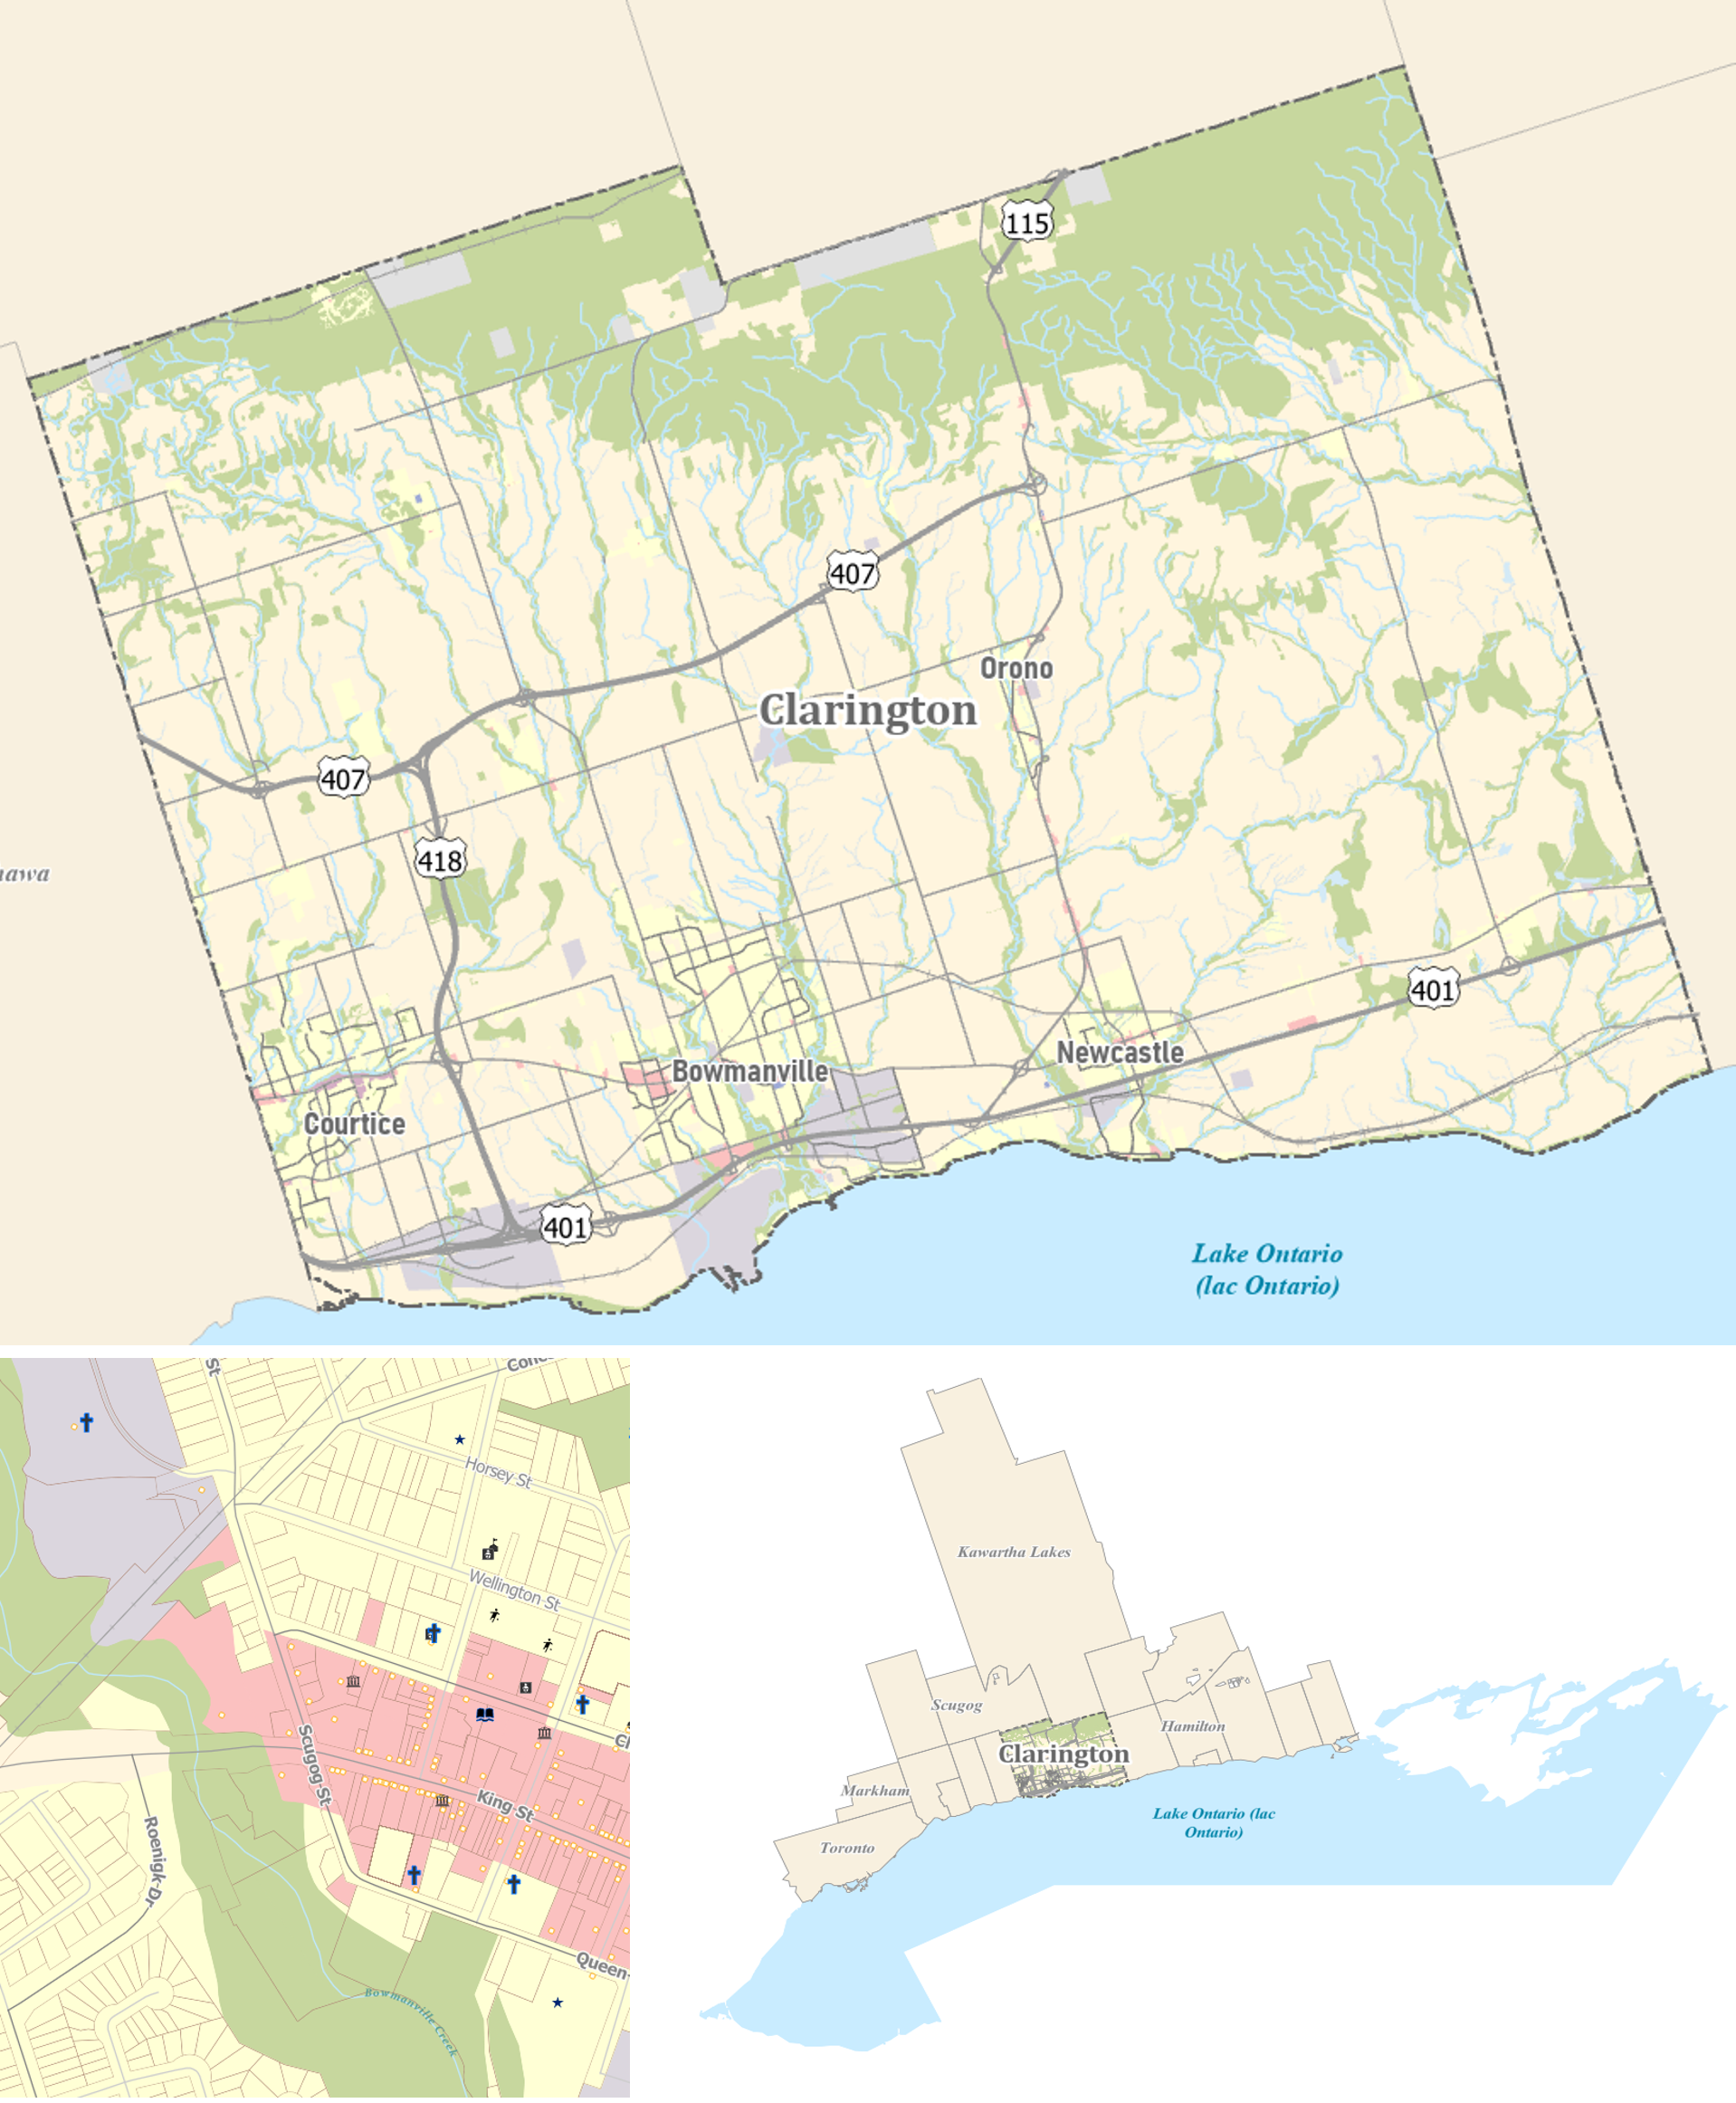 115
407
Orono
Clarington
407
418
401
Newcastle
Bowmanville
Courtice
401
Lake Ontario
(lac Ontario)
St
Horsey St
Wellington St
Scugog St
King St
Roenigk Dr
Queen
Bowmanville Creek
Kawartha Lakes
Scugog
Hamilton
Clarington
Markham
Lake Ontario (lac
Ontario)
Toronto